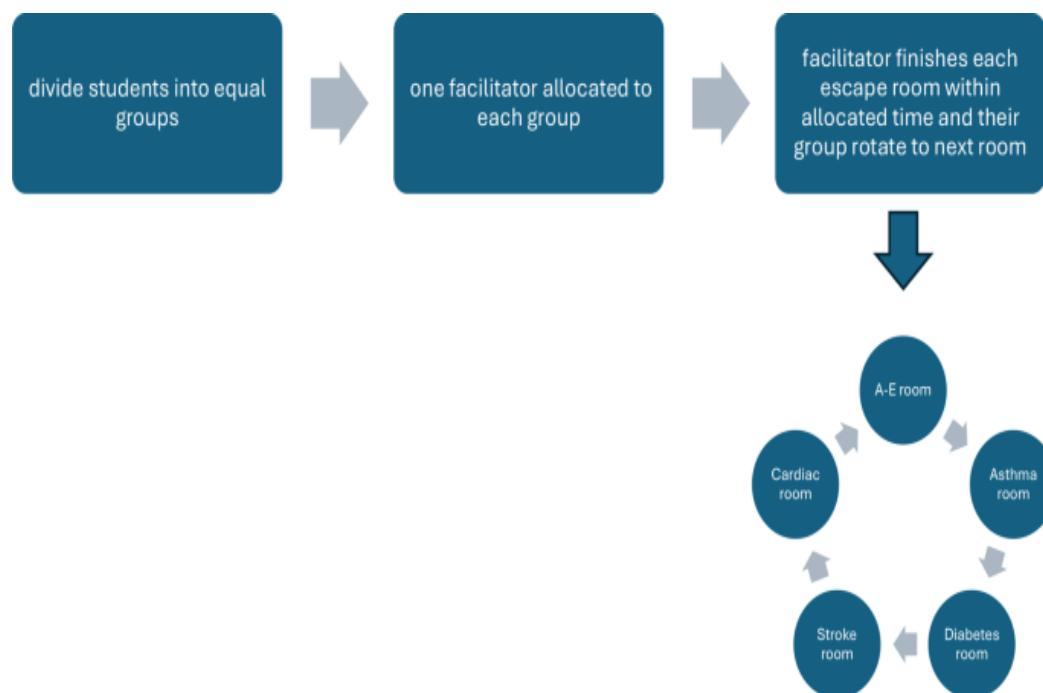 divide students into equal
groups
one facilitator allocated to
each group
facilitator finishes each
escape room within
allocated time and their
group rotate to next room
A-E room
Asthma
room
Diabetes
room
Stroke
room
Cardiac
room